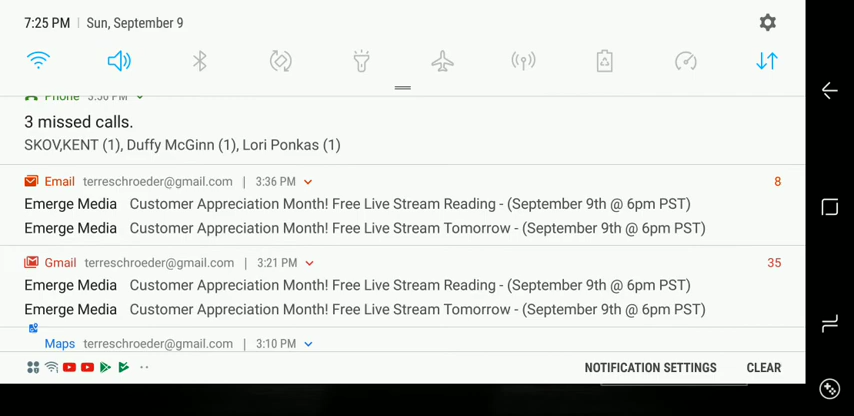 7:25 PM | Sun, September 9
Phone 3:56 PM
3 missed calls.
SKOV,KENT (1), Duffy McGinn (1), Lori Ponkas (1)
Email terreschroeder@gmail.com | 3:36 PM 8
Emerge Media Customer Appreciation Month! Free Live Stream Reading - (September 9th @ 6pm PST)
Emerge Media Customer Appreciation Month! Free Live Stream Tomorrow - (September 9th @ 6pm PST)
Gmail terreschroeder@gmail.com | 3:21 PM 35
Emerge Media Customer Appreciation Month! Free Live Stream Reading - (September 9th @ 6pm PST)
Emerge Media Customer Appreciation Month! Free Live Stream Tomorrow - (September 9th @ 6pm PST)
Maps terreschroeder@gmail.com | 3:10 PM
NOTIFICATION SETTINGS CLEAR